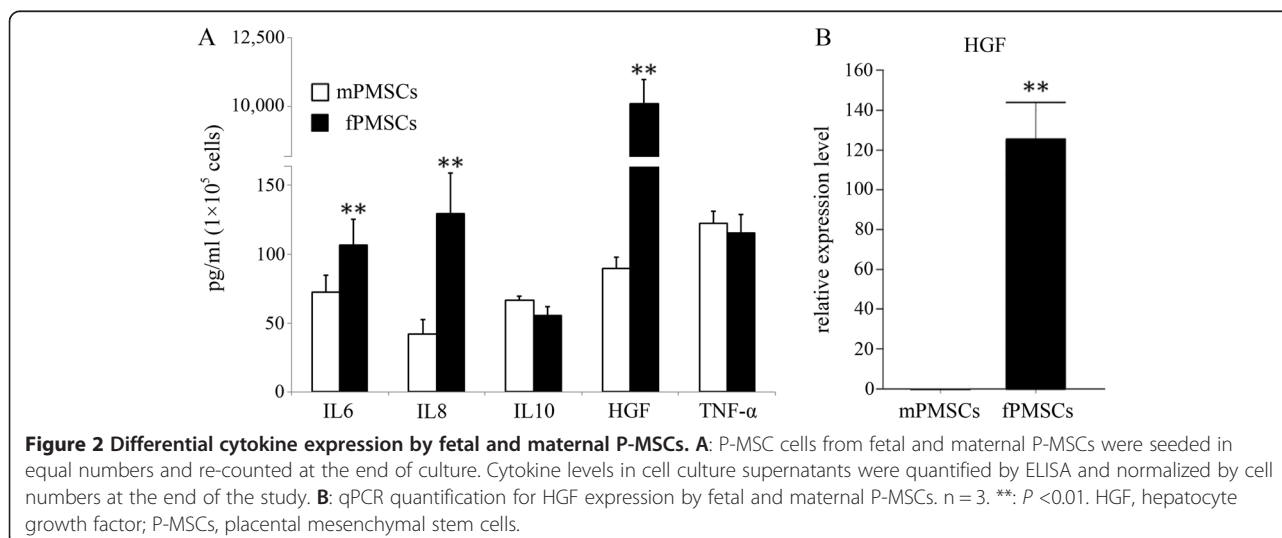 A
12,500
10,000
150
100
50
0
pg/ml (1×10⁵ cells)
mPMSCs
fPMSCs
**
**
**
IL6 IL8 IL10 HGF TNF-α
B
HGF
160
140
120
100
80
60
40
20
0
relative expression level
**
mPMSCs fPMSCs
Figure 2 Differential cytokine expression by fetal and maternal P-MSCs. A: P-MSC cells from fetal and maternal P-MSCs were seeded in
equal numbers and re-counted at the end of culture. Cytokine levels in cell culture supernatants were quantified by ELISA and normalized by cell
numbers at the end of the study. B: qPCR quantification for HGF expression by fetal and maternal P-MSCs. n = 3. **: P <0.01. HGF, hepatocyte
growth factor; P-MSCs, placental mesenchymal stem cells.